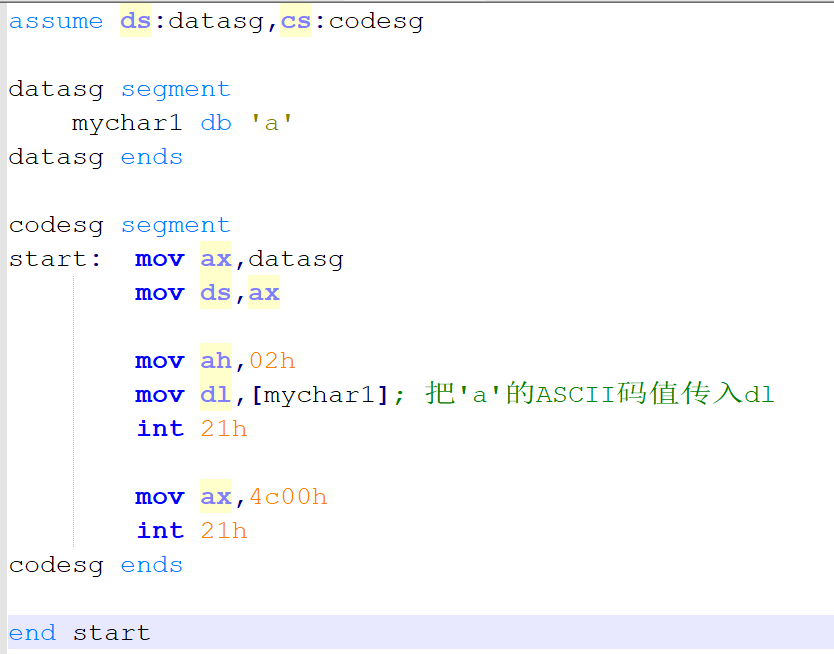 assume ds:datasg,cs:codesg
datasg segment
mychar1 db 'a'
datasg ends
codesg segment
start: mov ax,datasg
mov ds,ax
mov ah,02h
mov dl,[mychar1]; 把'a'的ASCII码值传入dl
int 21h
mov ax,4c00h
int 21h
codesg ends
end start